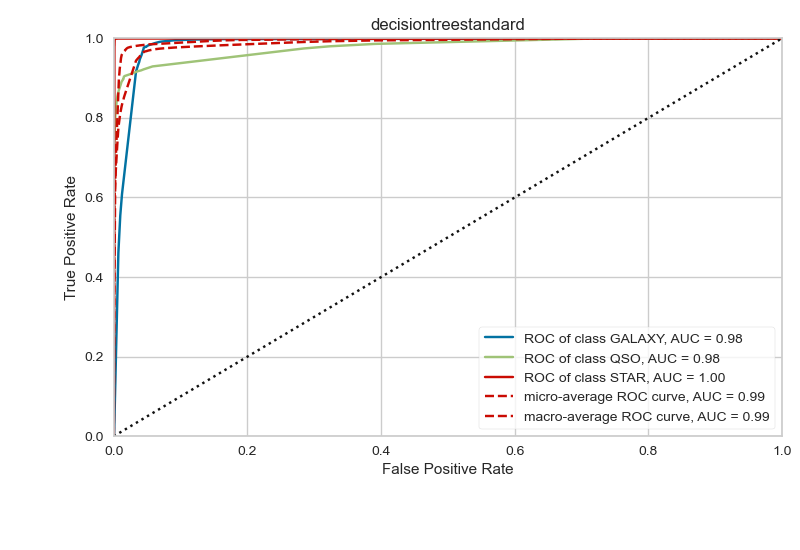 decisiontreestandard
1.0
0.8
0.6
0.4
0.2
0.0
True Positive Rate
ROC of class GALAXY, AUC = 0.98
ROC of class QSO, AUC = 0.98
ROC of class STAR, AUC = 1.00
micro-average ROC curve, AUC = 0.99
macro-average ROC curve, AUC = 0.99
0.0 0.2 0.4 0.6 0.8 1.0
False Positive Rate